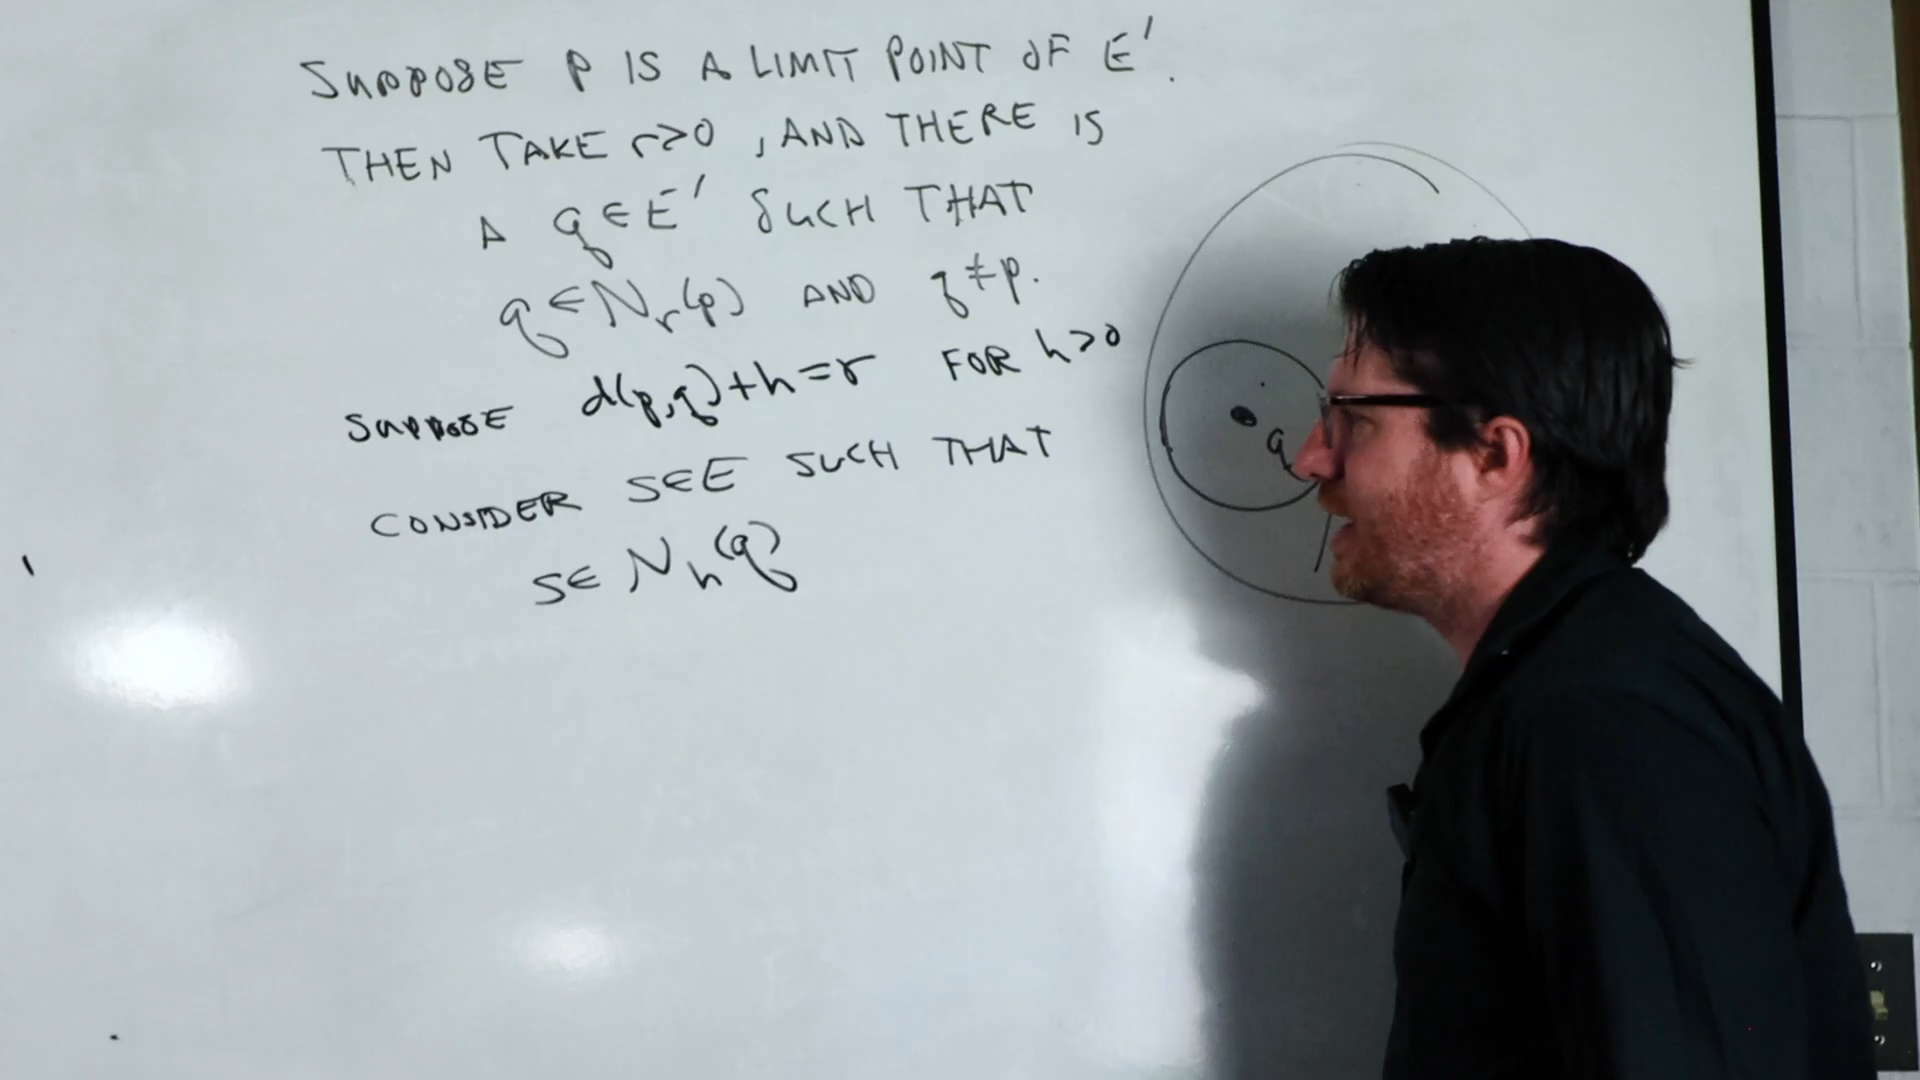 SUPPOSE P IS A LIMIT POINT OF E'.
THEN TAKE r>0, AND THERE IS
A q∈E' SUCH THAT
q∈N_r(p) AND q≠p.
SUPPOSE d(p,q)+h=r FOR h>0
CONSIDER S∈E SUCH THAT
S∈ N_h(q)
q